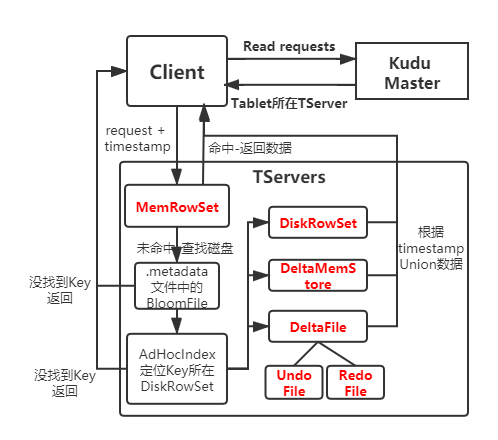 Client
Read requests
Kudu
Master
Tablet所在TServer
request +
timestamp
命中-返回数据
TServers
MemRowSet
DiskRowSet
根据
timestamp
Union数据
未命中-查找磁盘
.metadata
文件中的
BloomFile
DeltaMemS
tore
没找到Key
返回
DeltaFile
AdHocIndex
定位Key所在
DiskRowSet
没找到Key
返回
Undo
File
Redo
File